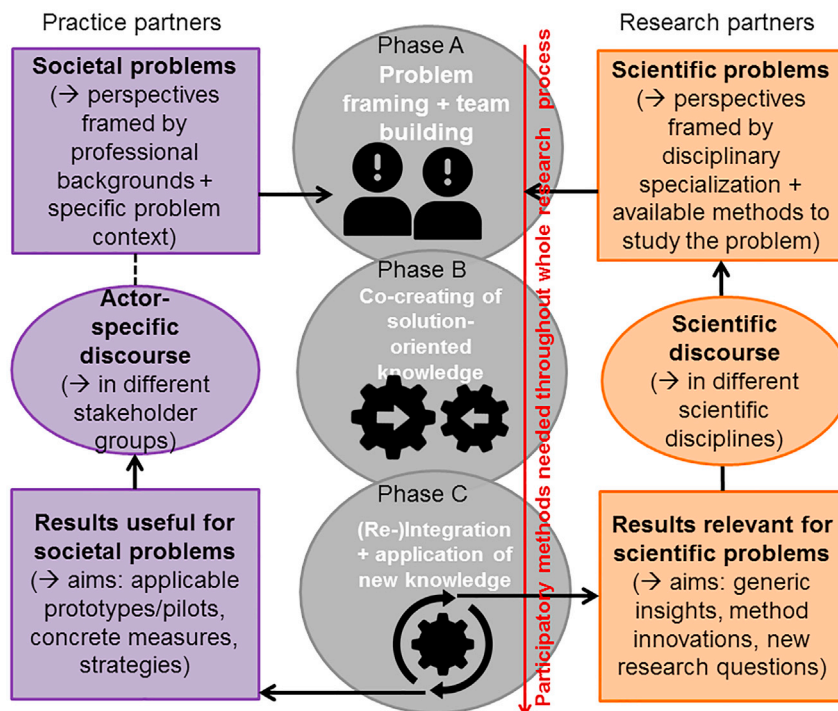 Practice partners
Societal problems
(→ perspectives
framed by
professional
backgrounds +
specific problem
context)
Actor-
specific
discourse
(→ in different
stakeholder
groups)
Results useful for
societal problems
(→ aims: applicable
prototypes/pilots,
concrete measures,
strategies)
Phase A
Problem
framing + team
building
Phase B
Co-creating of
solution-
oriented
knowledge
Phase C
(Re-)Integration
+ application of
new knowledge
Participatory methods needed throughout whole research process
Research partners
Scientific problems
(→ perspectives
framed by
disciplinary
specialization +
available methods to
study the problem)
Scientific
discourse
(→ in different
scientific
disciplines)
Results relevant for
scientific problems
(→ aims: generic
insights, method
innovations, new
research questions)